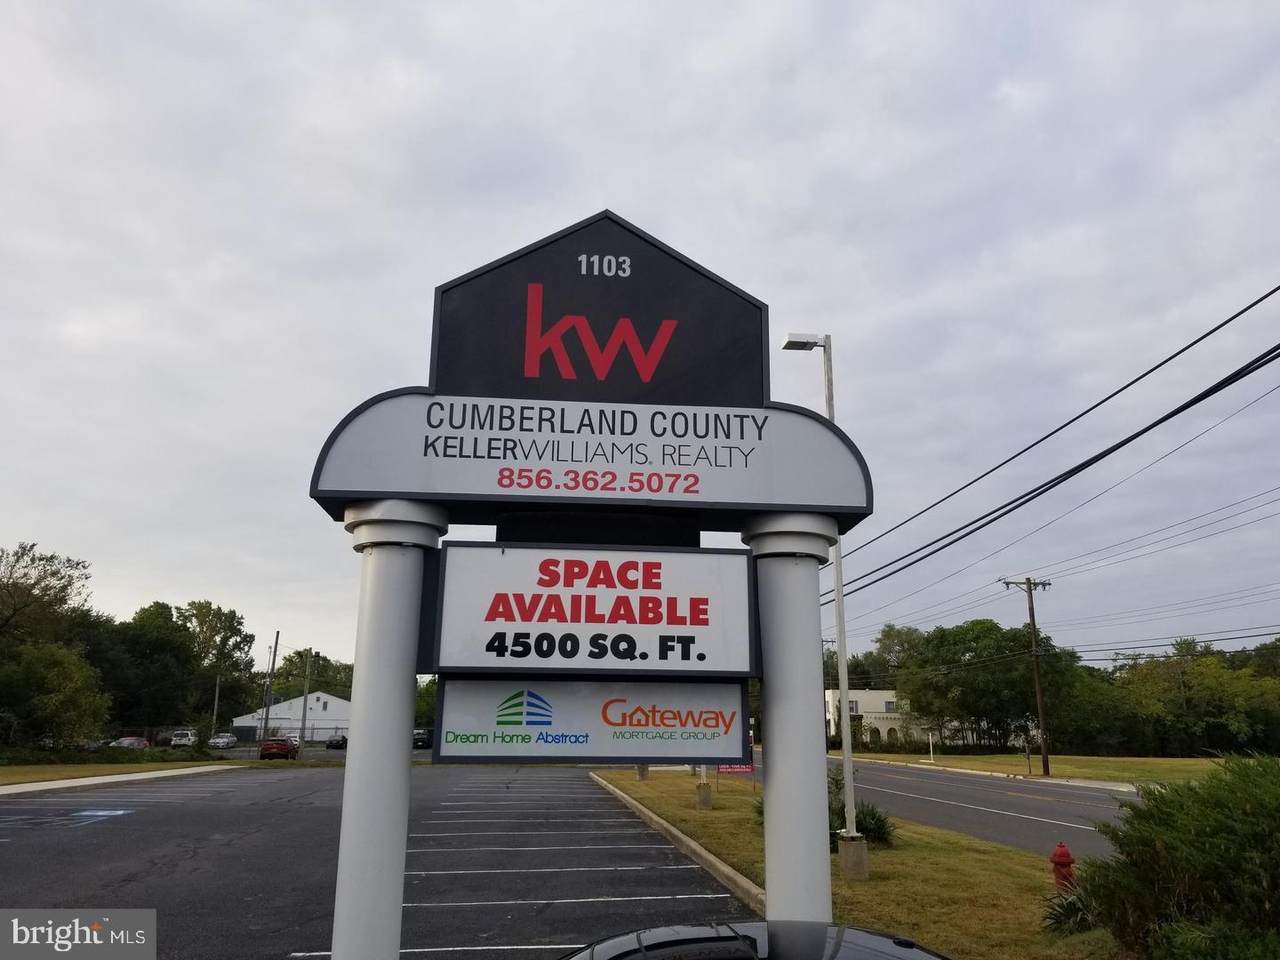 1103
kw
CUMBERLAND COUNTY
KELLERWILLIAMS. REALTY
856.362.5072
SPACE
AVAILABLE
4500 SQ. FT.
Dream Home Abstract
Gateway
MORTGAGE GROUP
bright™ MLS